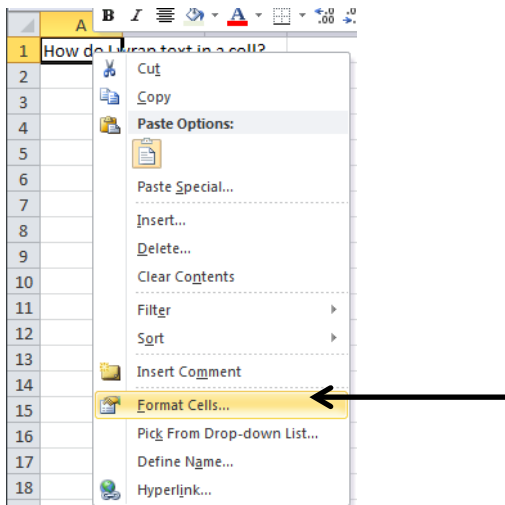 A
B I A .00 .0
1 How do I wrap text in a cell?
2 Cut
3 Copy
4 Paste Options:
5
6 Paste Special...
7
8 Insert...
9 Delete...
10 Clear Contents
11 Filter
12 Sort
13 Insert Comment
14
15 Format Cells...
16 Pick From Drop-down List...
17 Define Name...
18 Hyperlink...